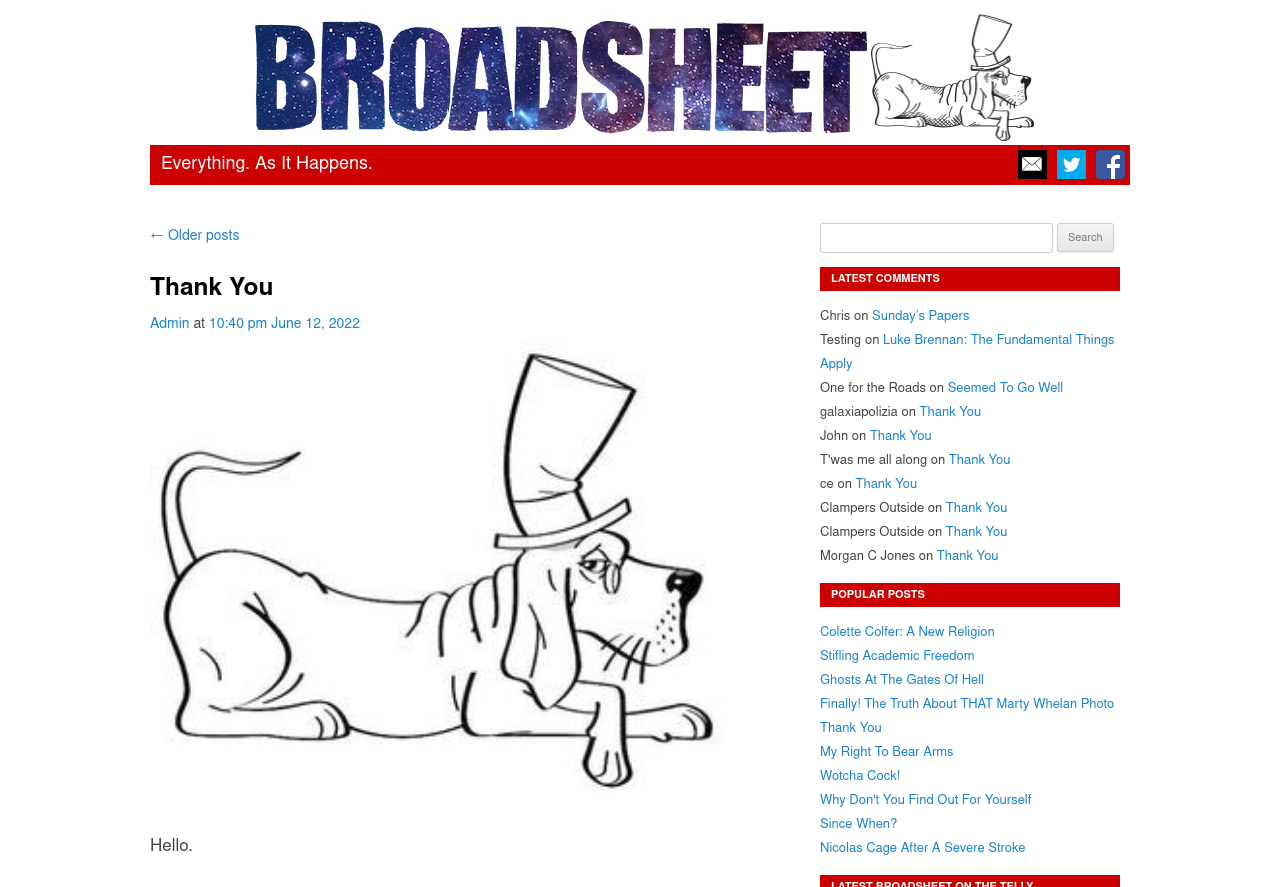 BROADSHEET
Everything. As It Happens.
← Older posts
Thank You
Admin at 10:40 pm June 12, 2022
Hello.
Search
LATEST COMMENTS
Chris on Sunday’s Papers
Testing on Luke Brennan: The Fundamental Things
Apply
One for the Roads on Seemed To Go Well
galaxiapolizia on Thank You
John on Thank You
T'was me all along on Thank You
ce on Thank You
Clampers Outside on Thank You
Clampers Outside on Thank You
Morgan C Jones on Thank You
POPULAR POSTS
Colette Colfer: A New Religion
Stifling Academic Freedom
Ghosts At The Gates Of Hell
Finally! The Truth About THAT Marty Whelan Photo
Thank You
My Right To Bear Arms
Wotcha Cock!
Why Don't You Find Out For Yourself
Since When?
Nicolas Cage After A Severe Stroke
LATEST BROADSHEET ON THE TELLY